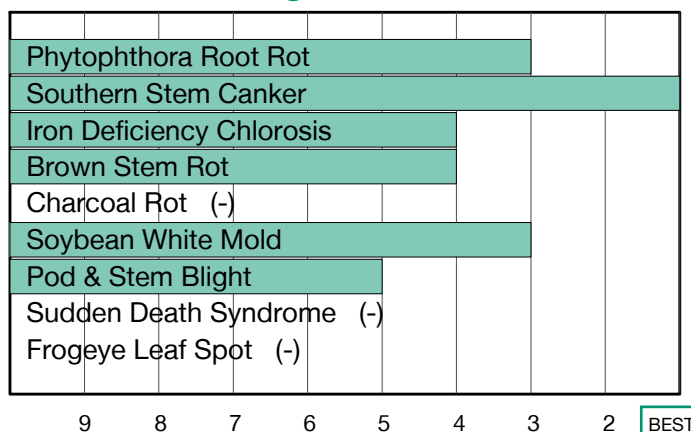 Phytophthora Root Rot
Southern Stem Canker
Iron Deficiency Chlorosis
Brown Stem Rot
Charcoal Rot (-)
Soybean White Mold
Pod & Stem Blight
Sudden Death Syndrome (-)
Frogeye Leaf Spot (-)
9 8 7 6 5 4 3 2 BEST